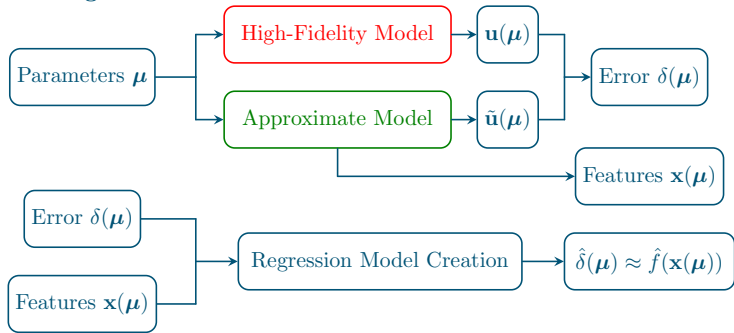 High-Fidelity Model
u(μ)
Parameters μ
Error δ(μ)
Approximate Model
ũ(μ)
Features x(μ)
Error δ(μ)
Regression Model Creation
δ̂(μ) ≈ f̂(x(μ))
Features x(μ)